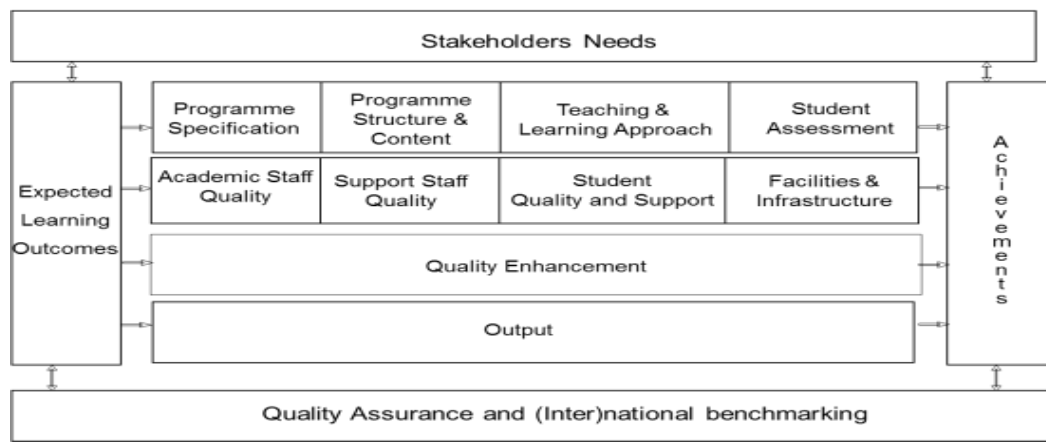 Stakeholders Needs
Programme
Specification
Programme
Structure &
Content
Teaching &
Learning Approach
Student
Assessment
Academic Staff
Quality
Support Staff
Quality
Student
Quality and Support
Facilities &
Infrastructure
Expected
Learning
Outcomes
Quality Enhancement
Output
Achievements
Quality Assurance and (Inter)national benchmarking